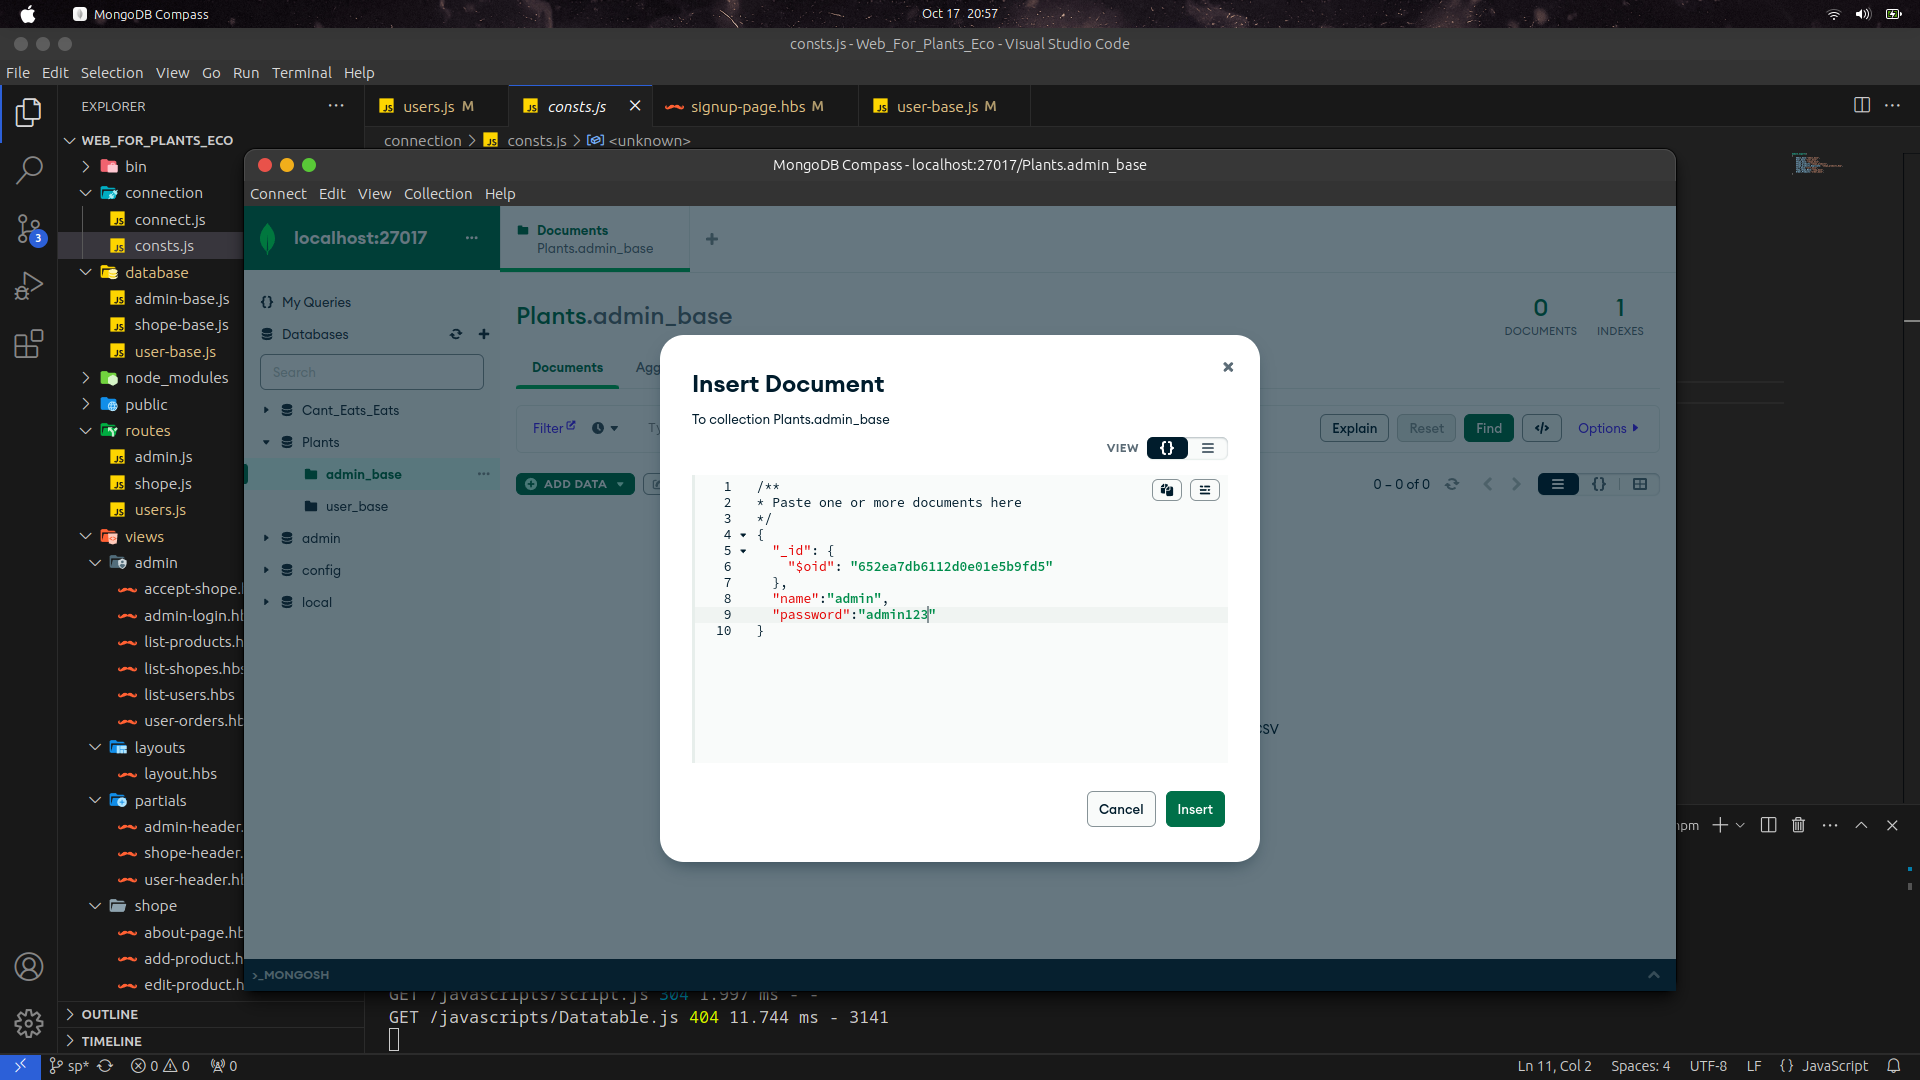 MongoDB Compass
Oct 17 20:57
consts.js - Web_For_Plants_Eco - Visual Studio Code
File Edit Selection View Go Run Terminal Help
EXPLORER
users.js M
consts.js
signup-page.hbs M
user-base.js M
WEB_FOR_PLANTS_ECO
connection > consts.js > <unknown>
bin
connection
connect.js
consts.js
3
database
admin-base.js
shope-base.js
user-base.js
node_modules
public
routes
admin.js
shope.js
users.js
views
admin
accept-shope.
admin-login.h
list-products.
list-shopes.hbs
list-users.hbs
user-orders.hb
layouts
layout.hbs
partials
admin-header.
shope-header.
user-header.h
shope
about-page.hb
add-product.h
edit-product.h
OUTLINE
TIMELINE
MongoDB Compass - localhost:27017/Plants.admin_base
Connect Edit View Collection Help
localhost:27017
Documents
Plants.admin_base
My Queries
Databases
Search
Cant_Eats_Eats
Plants
admin_base
user_base
admin
config
local
Plants.admin_base
0
DOCUMENTS
1
INDEXES
Documents
Agg
Filter
Ty
Explain
Reset
Find
Options
ADD DATA
0 – 0 of 0
CSV
Insert Document
To collection Plants.admin_base
VIEW {}
1 /**
2 * Paste one or more documents here
3 */
4 {
5 "_id": {
6 "$oid": "652ea7db6112d0e01e5b9fd5"
7 },
8 "name":"admin",
9 "password":"admin123"
10 }
Cancel
Insert
>_MONGOSH
npm
GET /javascripts/script.js 304 1.997 ms - -
GET /javascripts/Datatable.js 404 11.744 ms - 3141
sp* 0 0 0
Ln 11, Col 2 Spaces: 4 UTF-8 LF {} JavaScript